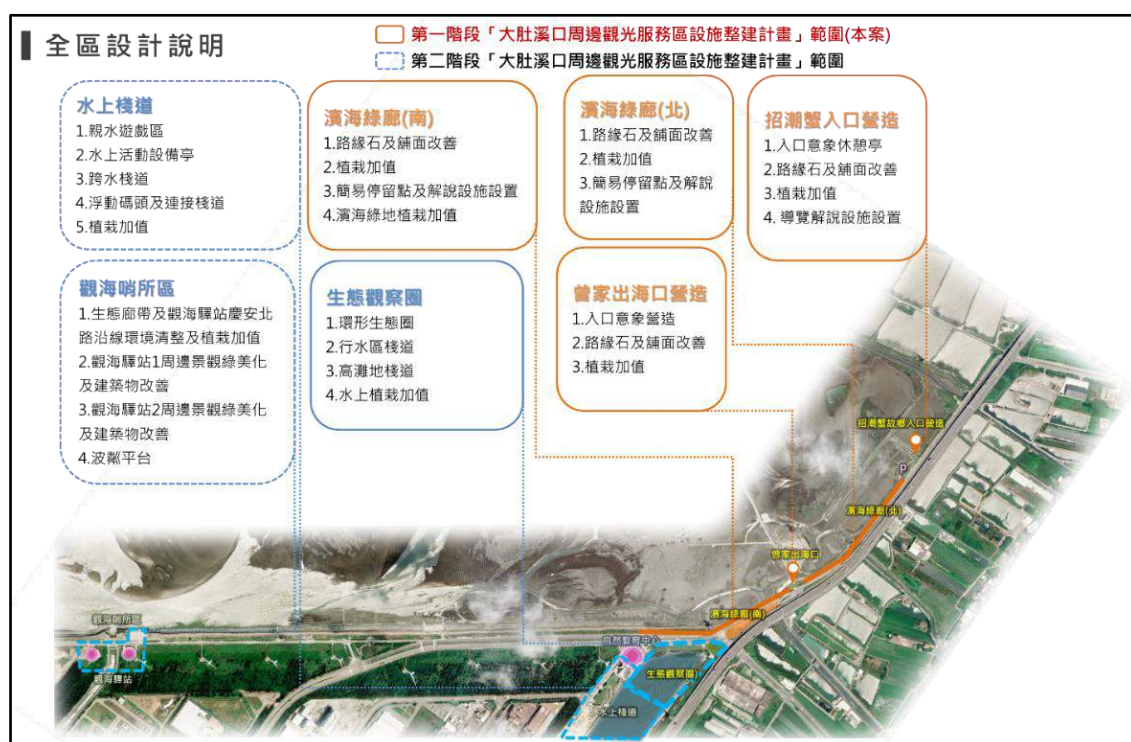 全區設計說明
第一階段「大肚溪口周邊觀光服務區設施整建計畫」範圍(本案)
第二階段「大肚溪口周邊觀光服務區設施整建計畫」範圍
水上棧道
1.親水遊戲區
2.水上活動設備亭
3.跨水棧道
4.浮動碼頭及連接棧道
5.植栽加值
濱海綠廊(南)
1.路緣石及舖面改善
2.植栽加值
3.簡易停留點及解說設施設置
4.濱海綠地植栽加值
濱海綠廊(北)
1.路緣石及舖面改善
2.植栽加值
3.簡易停留點及解說
設施設置
招潮蟹入口營造
1.入口意象休憩亭
2.路緣石及舖面改善
3.植栽加值
4. 導覽解說設施設置
觀海哨所區
1.生態廊帶及觀海驛站慶安北
路沿線環境清整及植栽加值
2.觀海驛站1周邊景觀綠美化
及建築物改善
3.觀海驛站2周邊景觀綠美化
及建築物改善
4.波粼平台
生態觀察圈
1.環形生態圈
2.行水區棧道
3.高灘地棧道
4.水上植栽加值
曾家出海口營造
1.入口意象營造
2.路緣石及舖面改善
3.植栽加值
招潮蟹故鄉入口營造
P
濱海綠廊(北)
曾家出海口
濱海綠廊(南)
觀海哨所區
自然教育中心
觀海驛站
生態觀察圈)
水上棧道